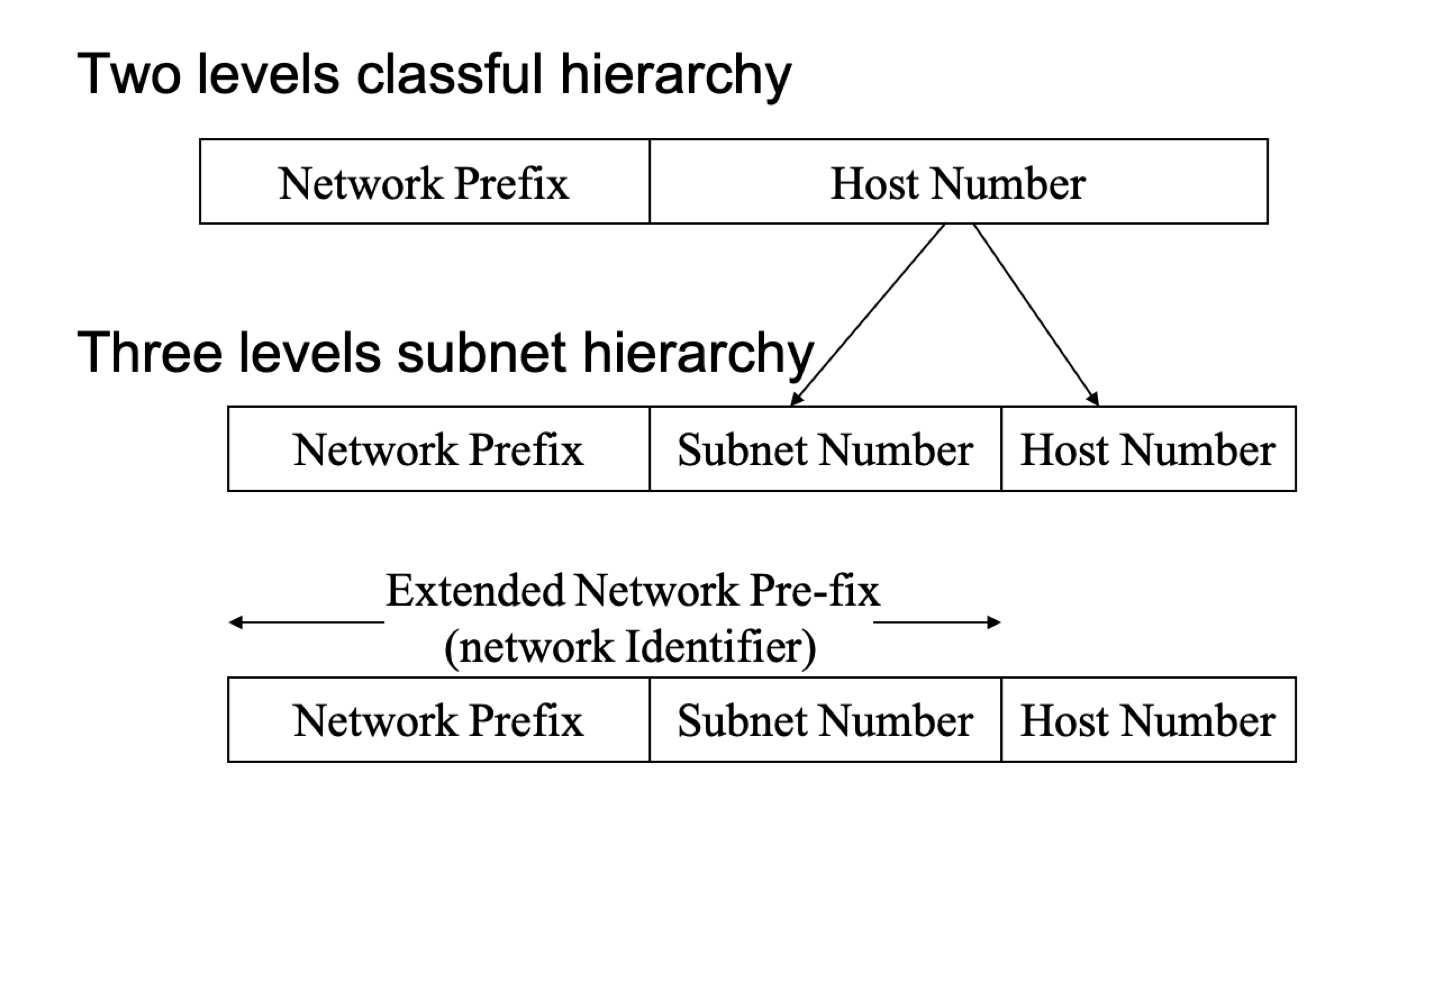 Two levels classful hierarchy
Network Prefix
Host Number
Three levels subnet hierarchy
Network Prefix
Subnet Number
Host Number
Extended Network Pre-fix
(network Identifier)
Network Prefix
Subnet Number
Host Number